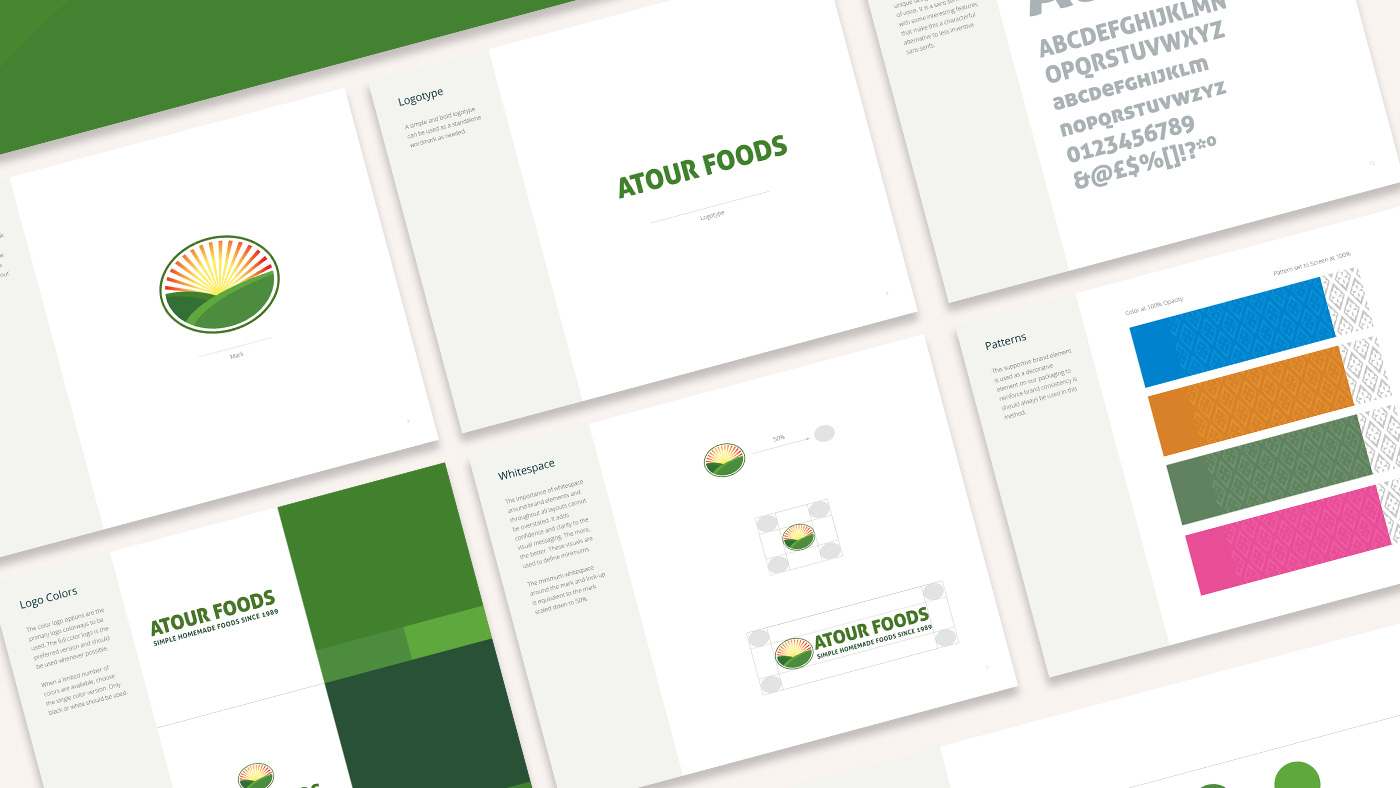 Mark
Logotype
A simple and bold logotype
can be used as a standalone
wordmark as needed.
ATOUR FOODS
Logotype
of voice. It is a sans serif
with some interesting features
that make this a characterful
alternative to less inventive
sans serifs.
ABCDEFGHIJKLMN
OPQRSTUVWXYZ
aBCDeFGHIJKLm
nOPQRSTUVWZYZ
0123456789
&@£$%[]!?*º
Logo Colors
The color logo options are the
primary logo colorways to be
used. The full color logo is the
preferred version and should
be used whenever possible.
When a limited number of
colors are available, choose
the single color version. Only
black or white should be used.
ATOUR FOODS
SIMPLE HOMEMADE FOODS SINCE 1989
Whitespace
The importance of whitespace
around brand elements and
throughout all layouts cannot
be overstated. It adds
confidence and clarity to the
visual messaging. The more,
the better. These visuals are
used to define minimums.
The minimum whitespace
around the mark and lock-up
is equivalent to the mark
scaled down to 50%.
50%
ATOUR FOODS
SIMPLE HOMEMADE FOODS SINCE 1989
Patterns
This supportive brand element
is used as a decorative
element on our packaging to
reinforce brand consistency is
should always be used in this
method.
Color at 100% Opacity
Pattern set to Screen at 100%